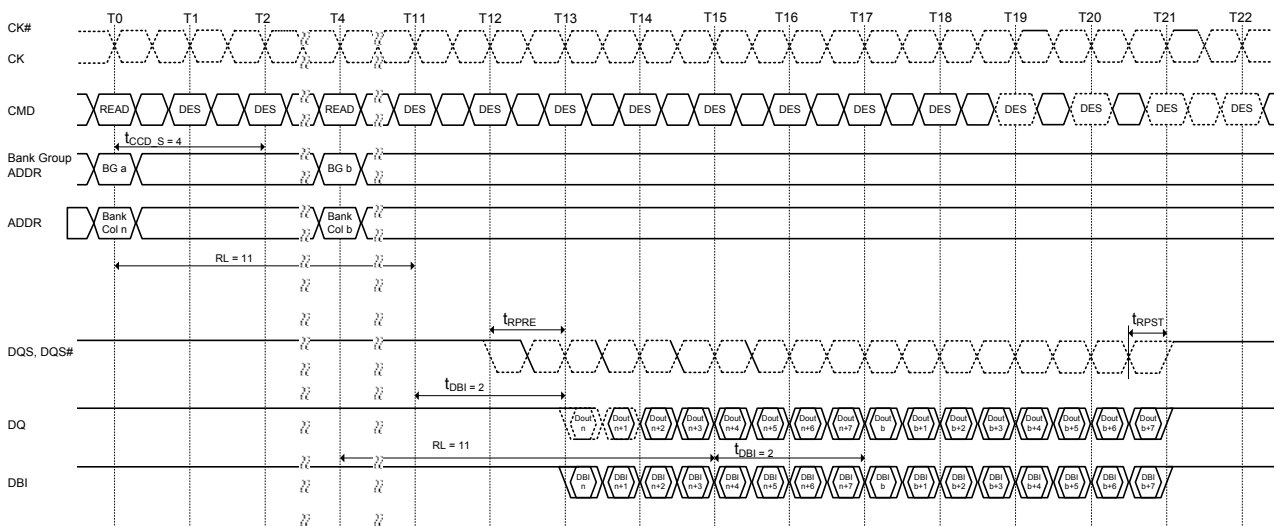 T0 T1 T2 T4 T11 T12 T13 T14 T15 T16 T17 T18 T19 T20 T21 T22
CK#
CK
CMD READ DES DES READ DES DES DES DES DES DES DES DES DES DES DES DES
tCCD_S = 4
Bank Group
ADDR
BG a BG b
ADDR
Bank
Col n
Bank
Col b
RL = 11
tRPRE tRPST
DQS, DQS#
tDBI = 2
DQ
Dout
n
Dout
n+1
Dout
n+2
Dout
n+3
Dout
n+4
Dout
n+5
Dout
n+6
Dout
n+7
Dout
b
Dout
b+1
Dout
b+2
Dout
b+3
Dout
b+4
Dout
b+5
Dout
b+6
Dout
b+7
RL = 11 tDBI = 2
DBI
DBI
n
DBI
n+1
DBI
n+2
DBI
n+3
DBI
n+4
DBI
n+5
DBI
n+6
DBI
n+7
DBI
b
DBI
b+1
DBI
b+2
DBI
b+3
DBI
b+4
DBI
b+5
DBI
b+6
DBI
b+7